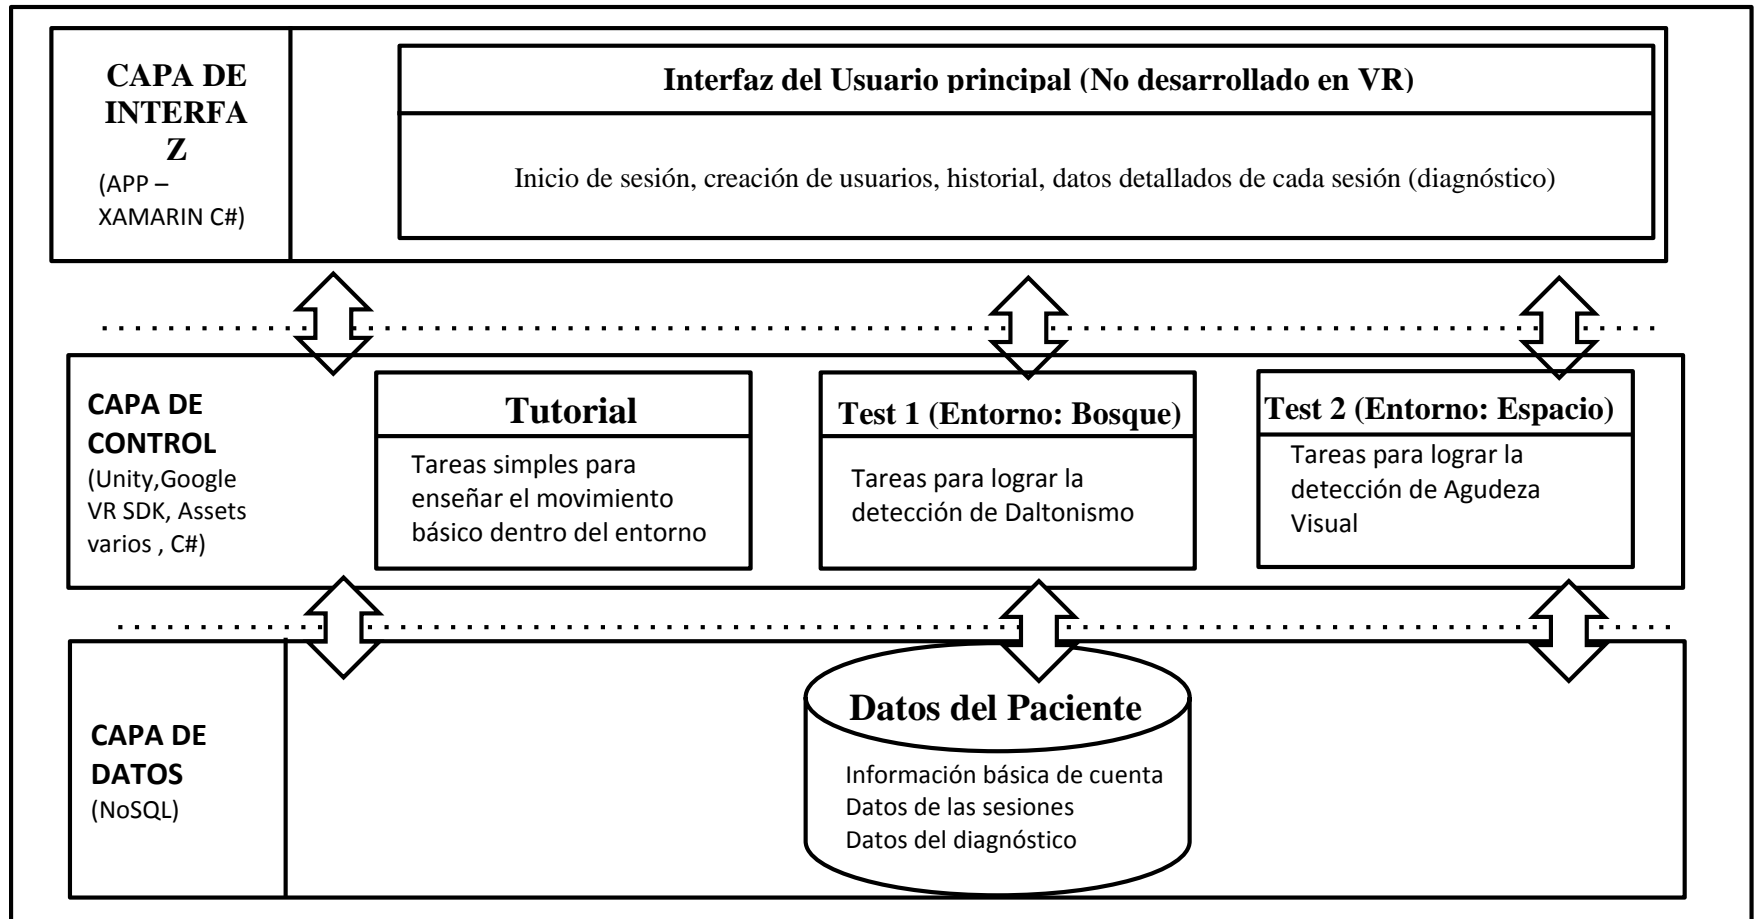 CAPA DE
INTERFA
Z
(APP –
XAMARIN C#)
Interfaz del Usuario principal (No desarrollado en VR)
Inicio de sesión, creación de usuarios, historial, datos detallados de cada sesión (diagnóstico)
CAPA DE
CONTROL
(Unity,Google
VR SDK, Assets
varios , C#)
Tutorial
Tareas simples para
enseñar el movimiento
básico dentro del entorno
Test 1 (Entorno: Bosque)
Tareas para lograr la
detección de Daltonismo
Test 2 (Entorno: Espacio)
Tareas para lograr la
detección de Agudeza
Visual
CAPA DE
DATOS
(NoSQL)
Datos del Paciente
Información básica de cuenta
Datos de las sesiones
Datos del diagnóstico